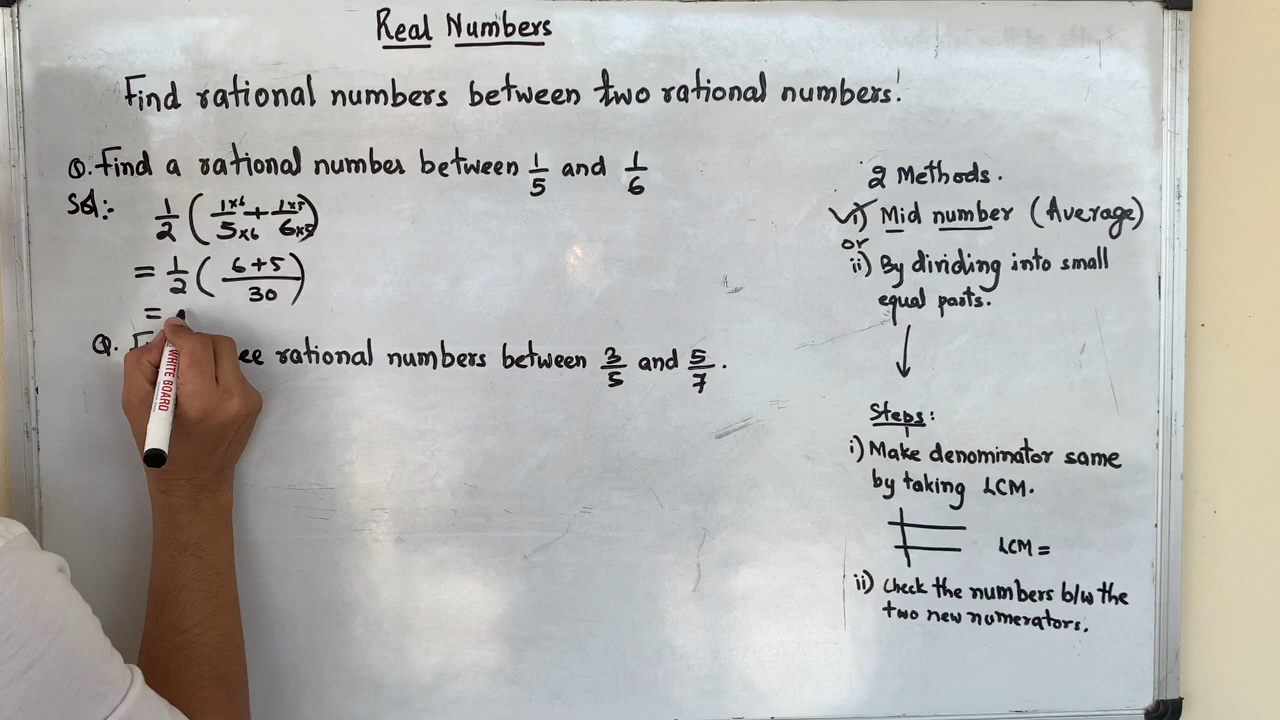 Real Numbers
Find rational numbers between two rational numbers.
Q. Find a rational number between 1/5 and 1/6
Sol:- 1/2 ( 1×6/5×6 + 1×5/6×5 )
= 1/2 ( 6+5/30 )
=
Q. ee rational numbers between 3/5 and 5/7.
WHITE BOARD
2 Methods.
✓i) Mid number (Average)
or
ii) By dividing into small
equal parts.
↓
Steps:
i) Make denominator same
by taking LCM.
LCM =
ii) Check the numbers b/w the
two new numerators.